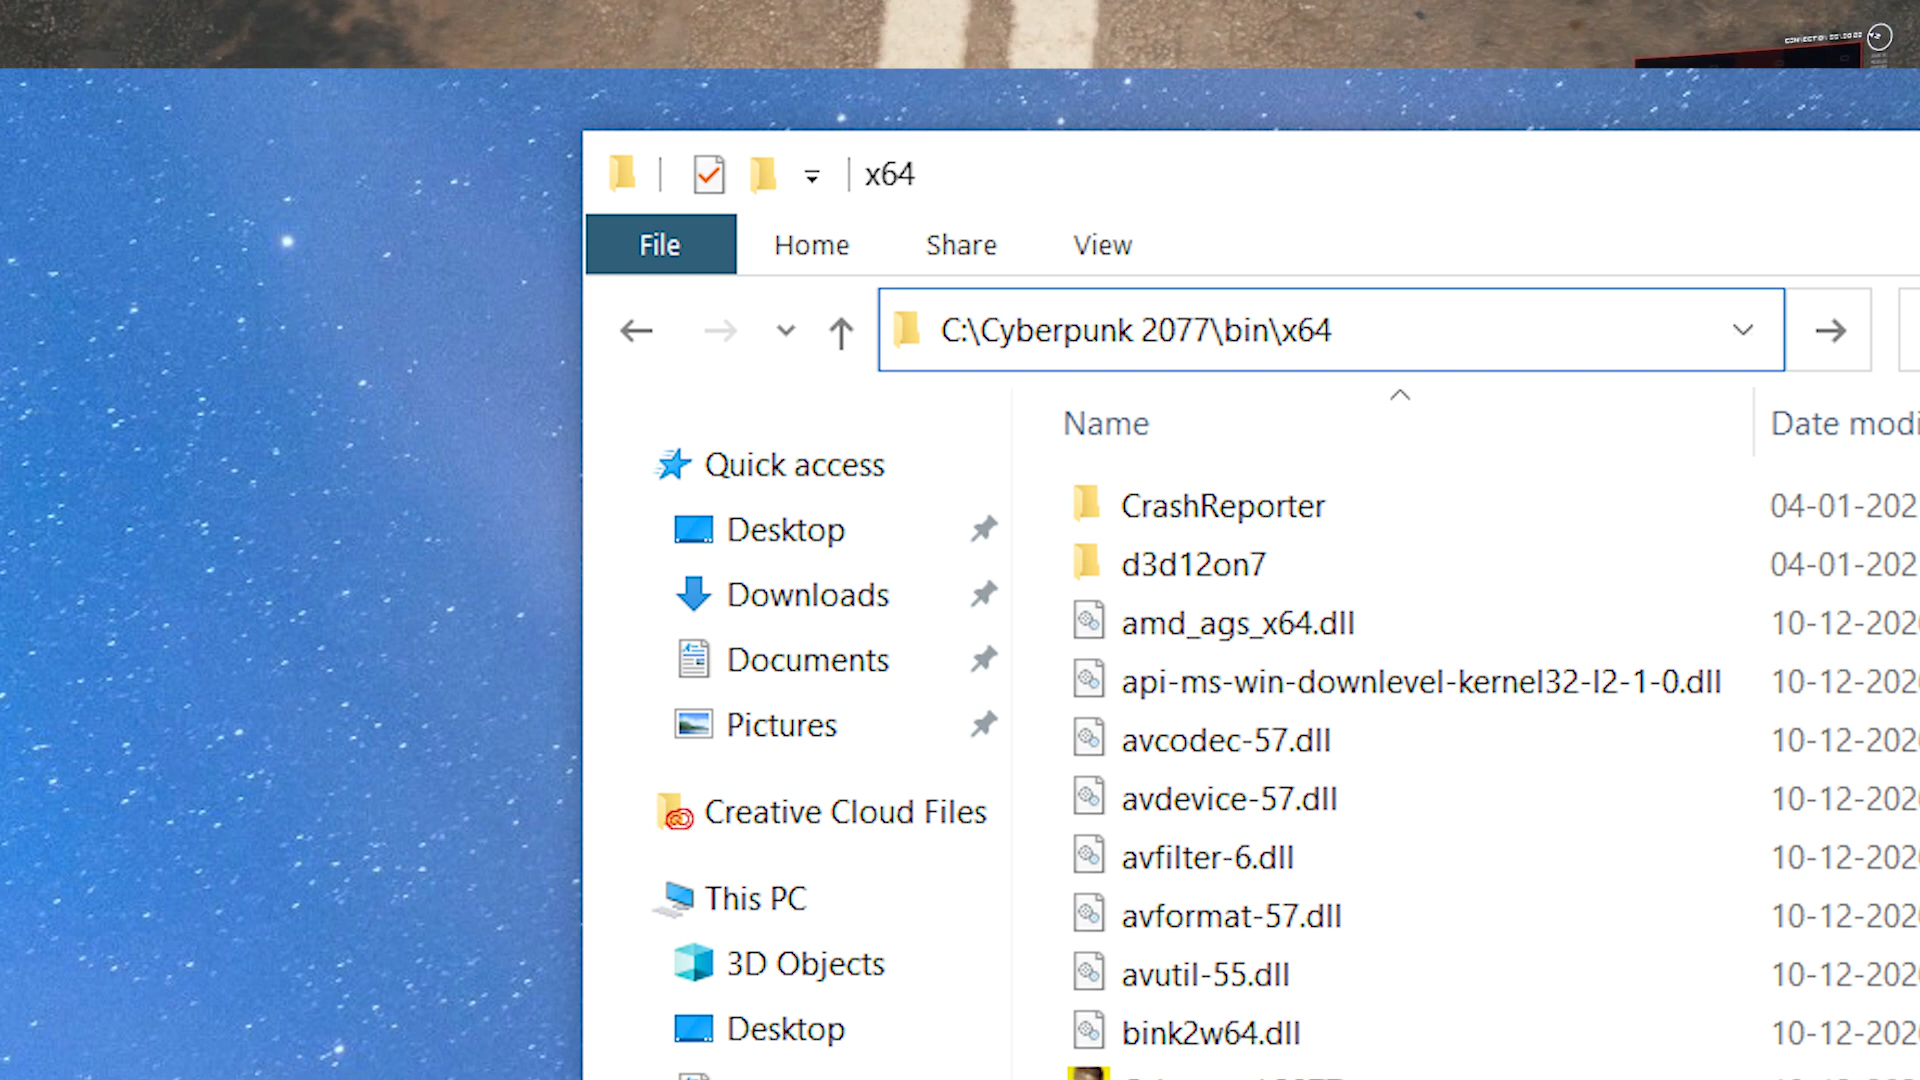 x64
File Home Share View
C:\Cyberpunk 2077\bin\x64
Name Date modi
Quick access
Desktop
Downloads
Documents
Pictures
Creative Cloud Files
This PC
3D Objects
Desktop
CrashReporter 04-01-202
d3d12on7 04-01-202
amd_ags_x64.dll 10-12-2020
api-ms-win-downlevel-kernel32-l2-1-0.dll 10-12-2020
avcodec-57.dll 10-12-2020
avdevice-57.dll 10-12-2020
avfilter-6.dll 10-12-2020
avformat-57.dll 10-12-2020
avutil-55.dll 10-12-2020
bink2w64.dll 10-12-2020